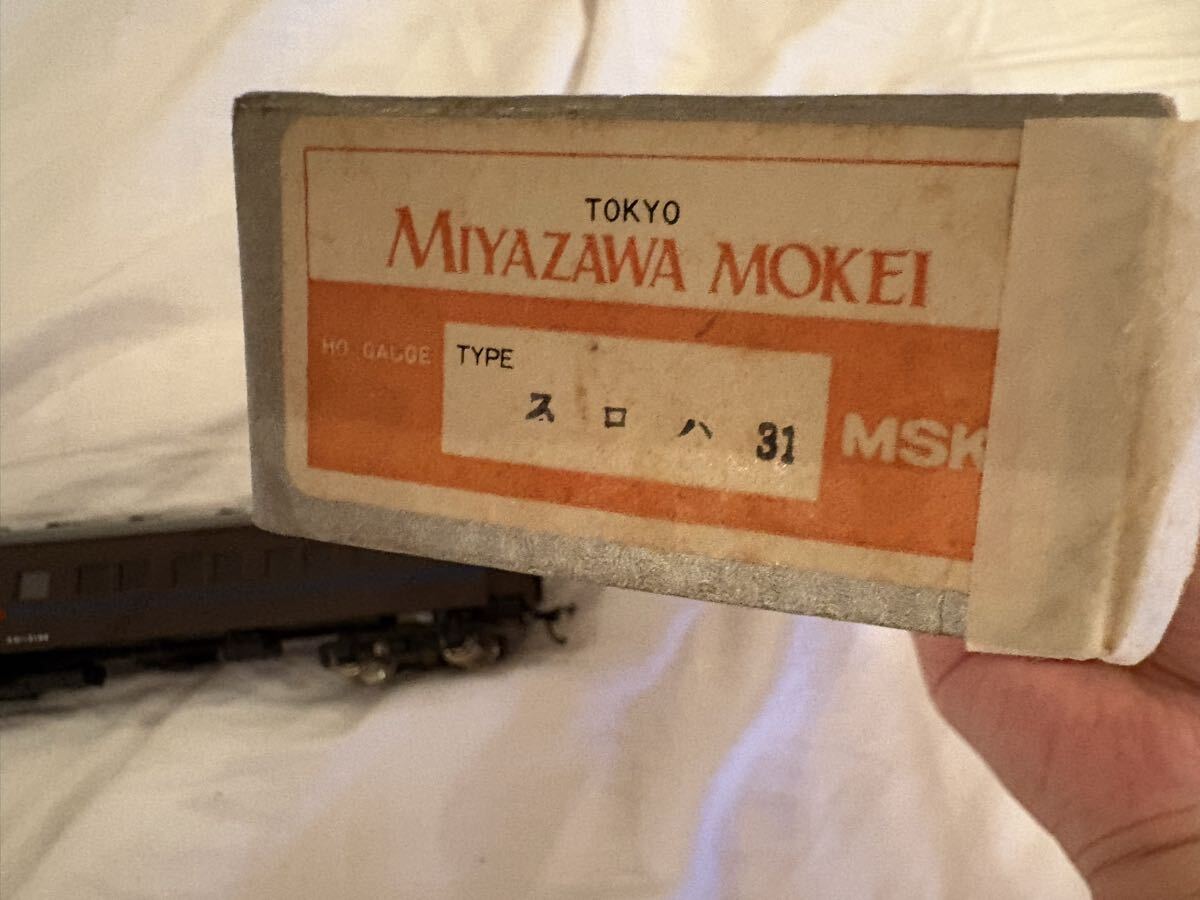 TOKYO
MIYAZAWA MOKEI
HO GAUGE
TYPE
スロハ 31
MSK